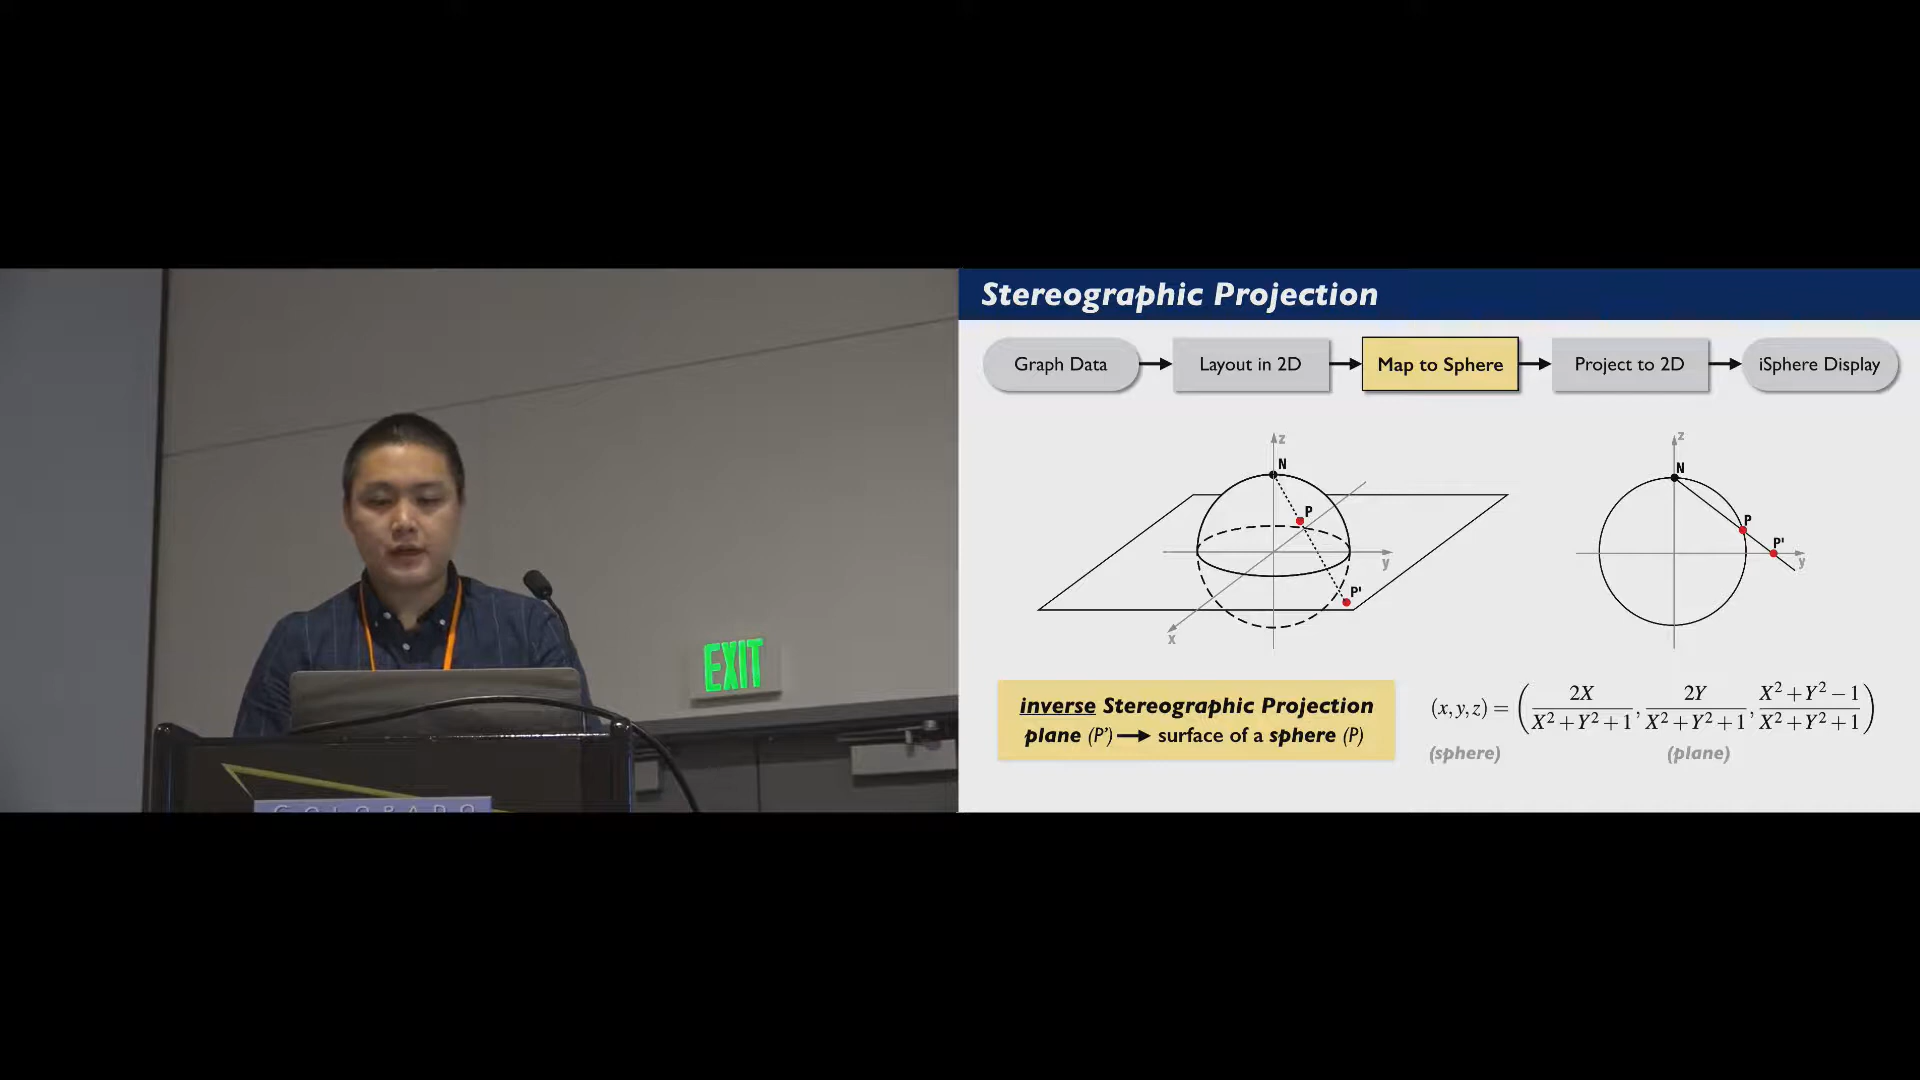 Stereographic Projection
Graph Data
Layout in 2D
Map to Sphere
Project to 2D
iSphere Display
z
N
P
y
P'
x
z
N
P
P'
y
inverse Stereographic Projection
plane (P') → surface of a sphere (P)
(x, y, z) = ( 2X / X² + Y² + 1 , 2Y / X² + Y² + 1 , X² + Y² − 1 / X² + Y² + 1 )
(sphere)
(plane)
EXIT
COLORADO